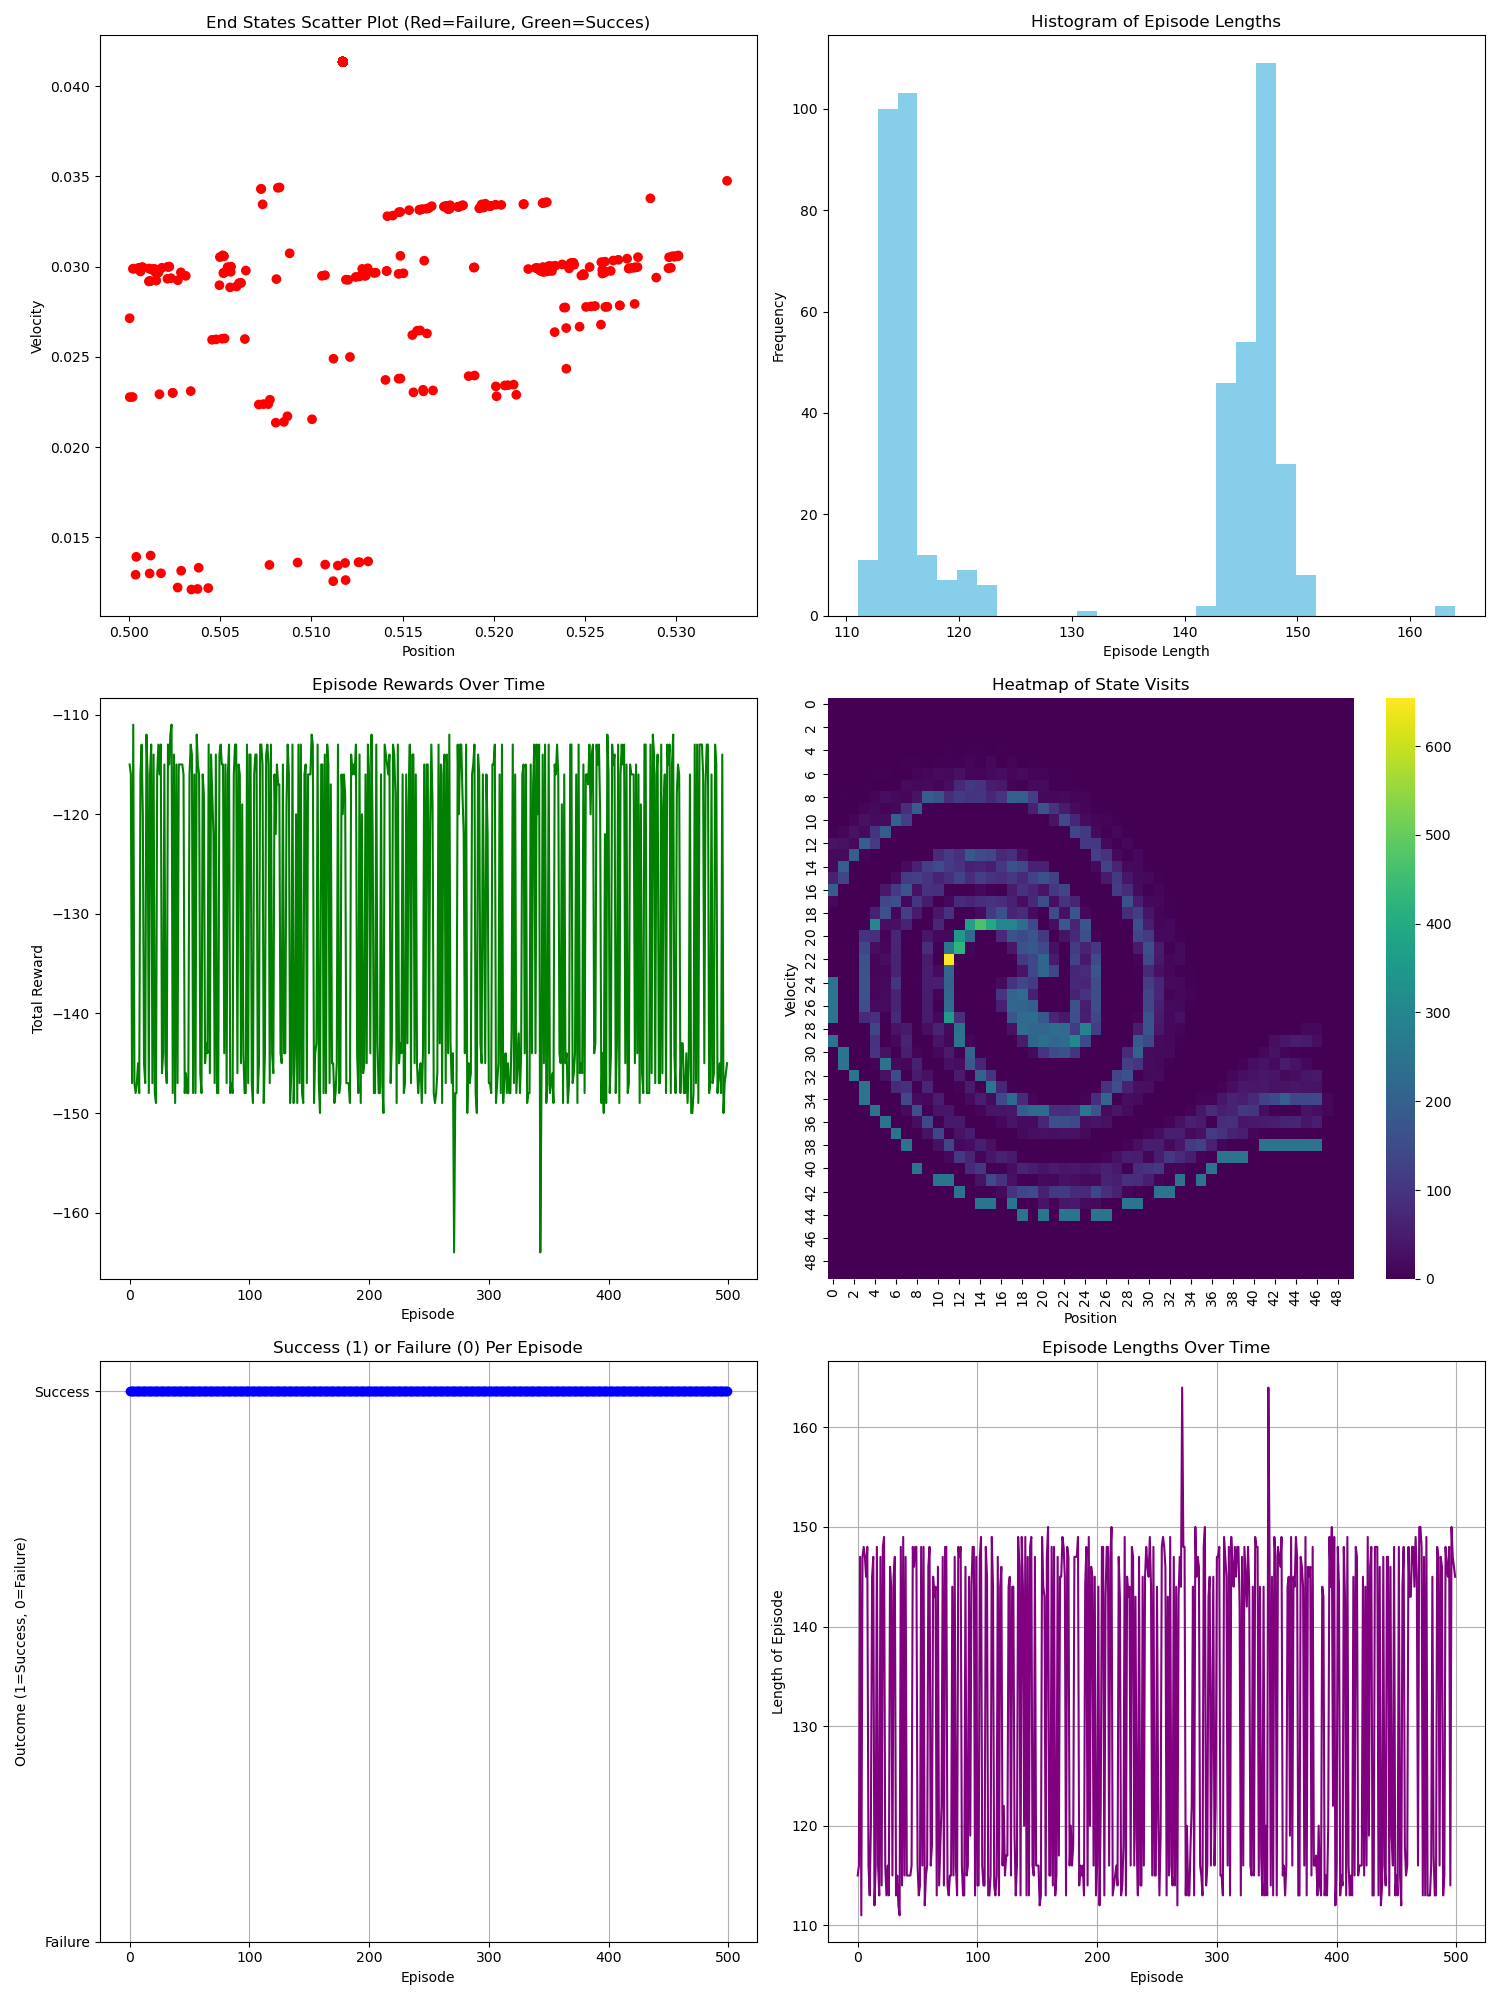 End States Scatter Plot (Red=Failure, Green=Succes)
0.040
0.035
0.030
0.025
0.020
0.015
Velocity
0.500 0.505 0.510 0.515 0.520 0.525 0.530
Position
Histogram of Episode Lengths
100
80
60
40
20
0
Frequency
110 120 130 140 150 160
Episode Length
Episode Rewards Over Time
−110
−120
−130
−140
−150
−160
Total Reward
0 100 200 300 400 500
Episode
Heatmap of State Visits
0 2 4 6 8 10 12 14 16 18 20 22 24 26 28 30 32 34 36 38 40 42 44 46 48
Velocity
0 2 4 6 8 10 12 14 16 18 20 22 24 26 28 30 32 34 36 38 40 42 44 46 48
Position
600
500
400
300
200
100
0
Success (1) or Failure (0) Per Episode
Success
Failure
Outcome (1=Success, 0=Failure)
0 100 200 300 400 500
Episode
Episode Lengths Over Time
160
150
140
130
120
110
Length of Episode
0 100 200 300 400 500
Episode